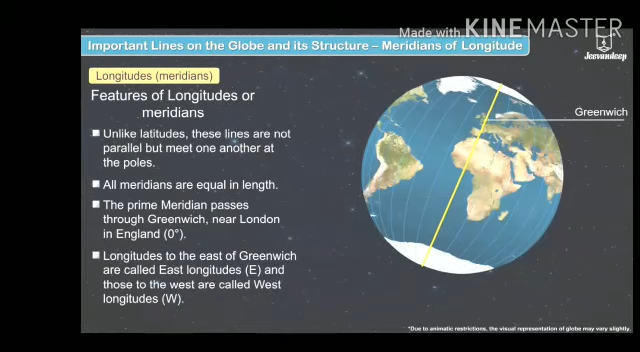 Made with KINEMASTER
Important Lines on the Globe and its Structure – Meridians of Longitude
Jeevandeep
Longitudes (meridians)
Features of Longitudes or
meridians
Greenwich
Unlike latitudes, these lines are not
parallel but meet one another at
the poles.
All meridians are equal in length.
The prime Meridian passes
through Greenwich, near London
in England (0°).
Longitudes to the east of Greenwich
are called East longitudes (E) and
those to the west are called West
longitudes (W).
*Due to animatic restrictions, the visual representation of globe may vary slightly.